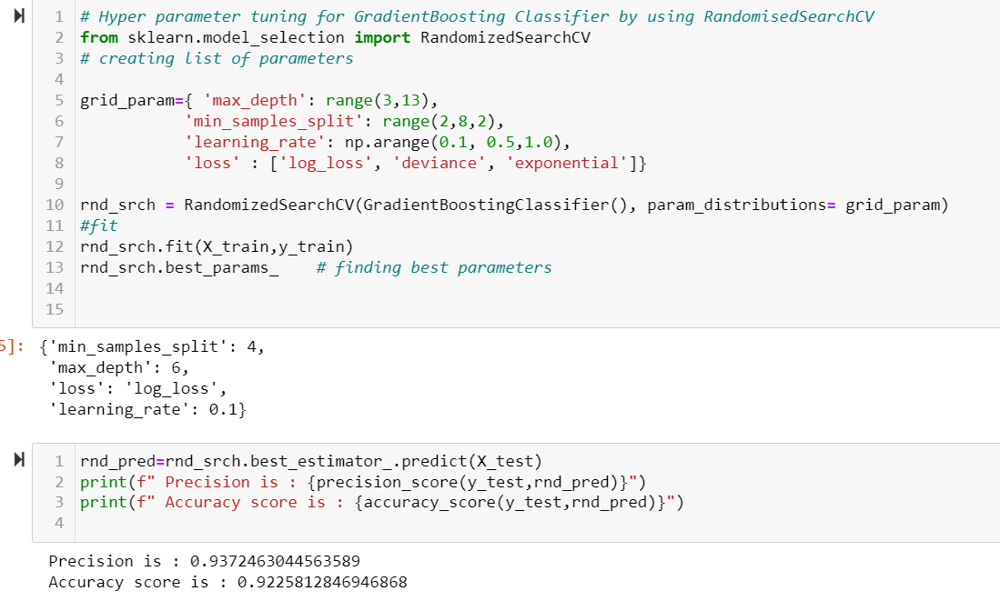 1 # Hyper parameter tuning for GradientBoosting Classifier by using RandomisedSearchCV
2 from sklearn.model_selection import RandomizedSearchCV
3 # creating list of parameters
4
5 grid_param={ 'max_depth': range(3,13),
6 'min_samples_split': range(2,8,2),
7 'learning_rate': np.arange(0.1, 0.5,1.0),
8 'loss' : ['log_loss', 'deviance', 'exponential']}
9
10 rnd_srch = RandomizedSearchCV(GradientBoostingClassifier(), param_distributions= grid_param)
11 #fit
12 rnd_srch.fit(X_train,y_train)
13 rnd_srch.best_params_    # finding best parameters
14
15
5]: {'min_samples_split': 4,
'max_depth': 6,
'loss': 'log_loss',
'learning_rate': 0.1}
1 rnd_pred=rnd_srch.best_estimator_.predict(X_test)
2 print(f" Precision is : {precision_score(y_test,rnd_pred)}")
3 print(f" Accuracy score is : {accuracy_score(y_test,rnd_pred)}")
4
Precision is : 0.9372463044563589
Accuracy score is : 0.9225812846946868